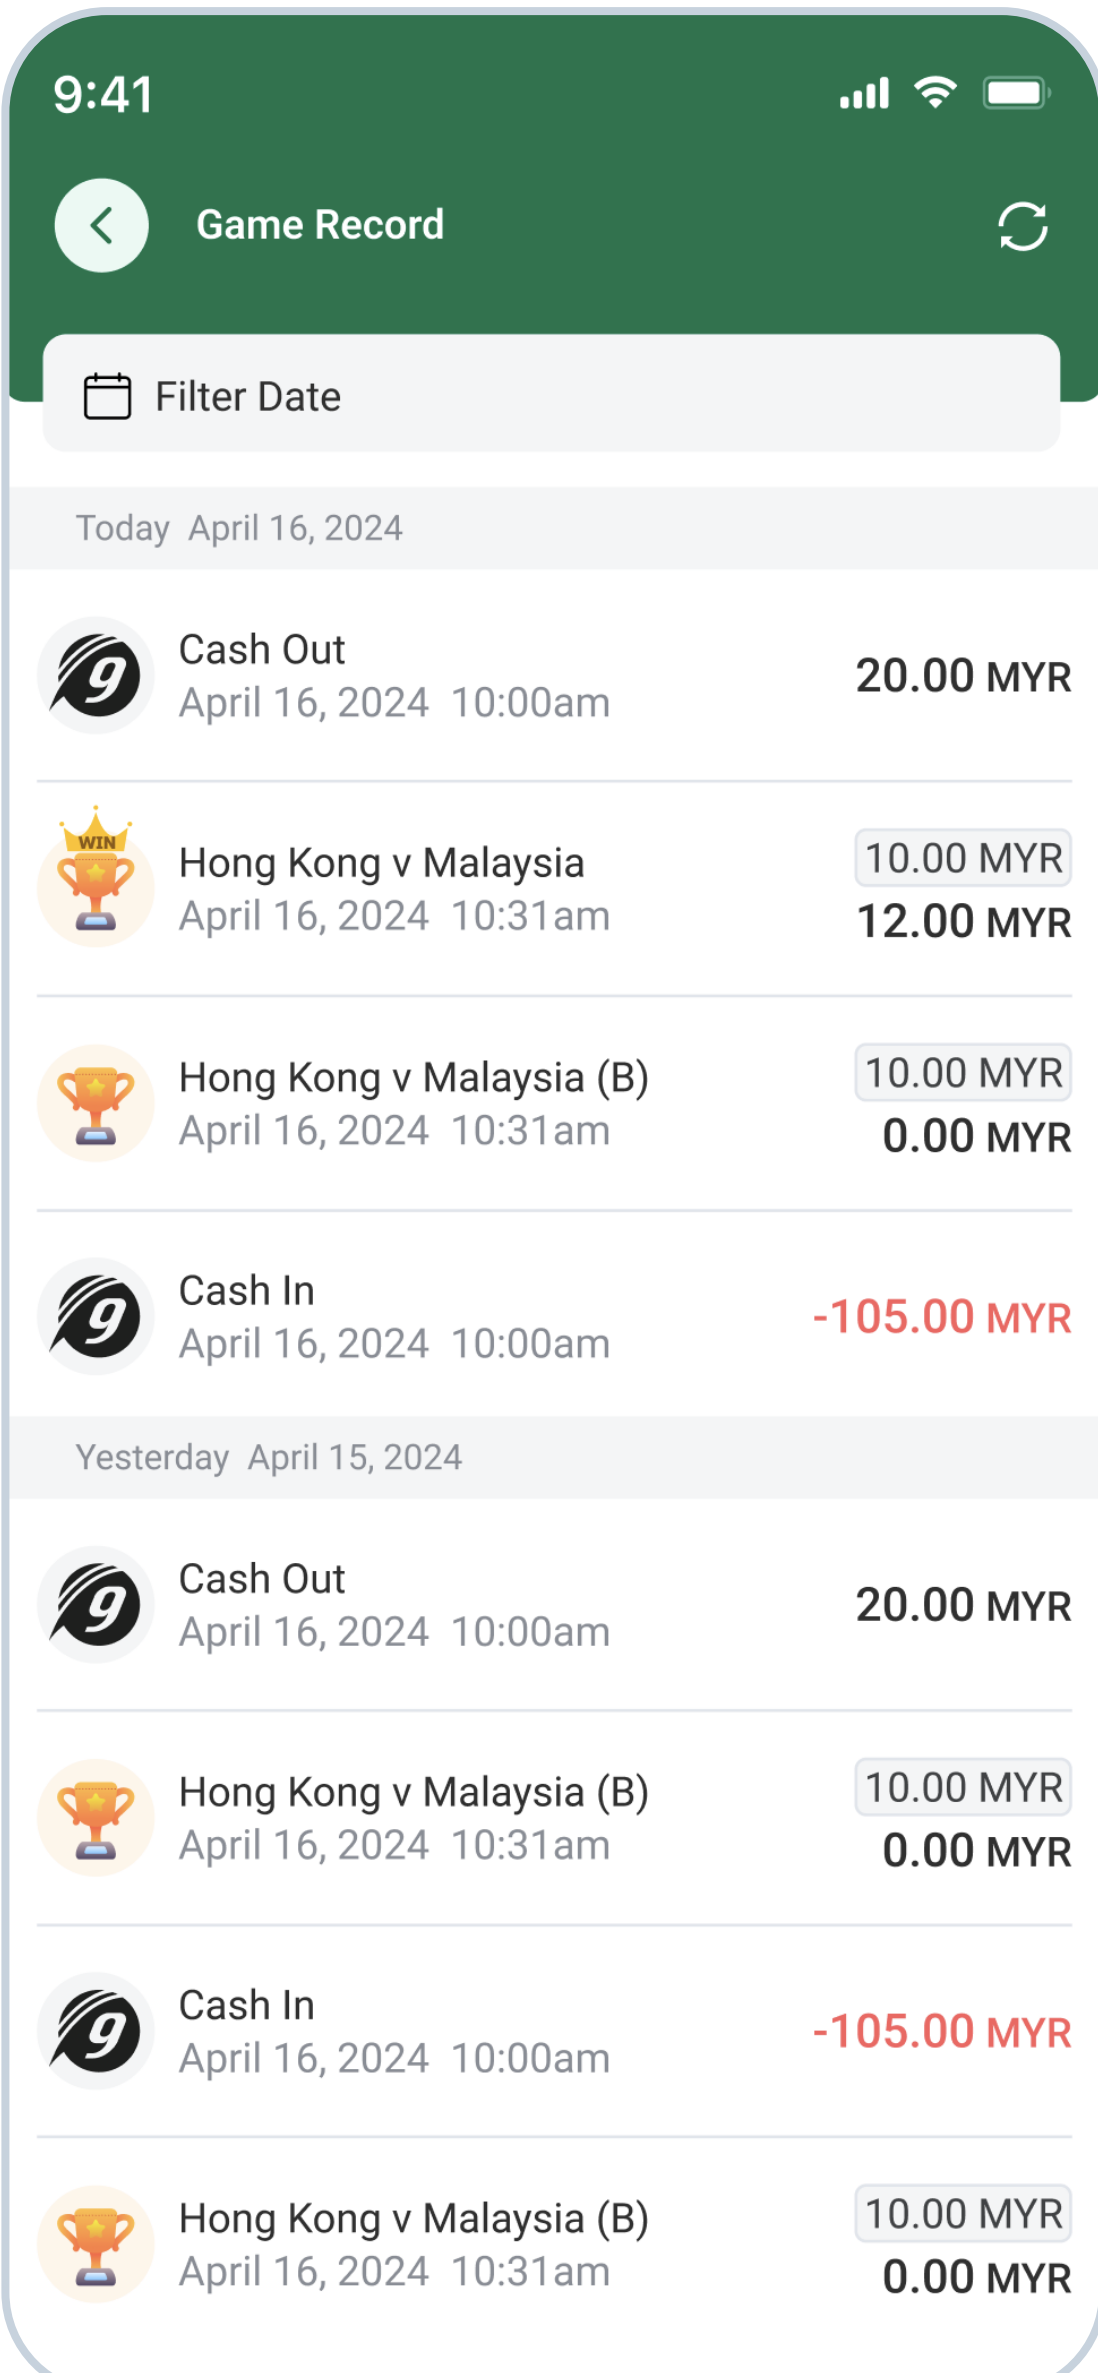 9:41
Game Record
Filter Date
Today April 16, 2024
Cash Out
April 16, 2024 10:00am
20.00 MYR
WIN
Hong Kong v Malaysia
April 16, 2024 10:31am
10.00 MYR
12.00 MYR
Hong Kong v Malaysia (B)
April 16, 2024 10:31am
10.00 MYR
0.00 MYR
Cash In
April 16, 2024 10:00am
-105.00 MYR
Yesterday April 15, 2024
Cash Out
April 16, 2024 10:00am
20.00 MYR
Hong Kong v Malaysia (B)
April 16, 2024 10:31am
10.00 MYR
0.00 MYR
Cash In
April 16, 2024 10:00am
-105.00 MYR
Hong Kong v Malaysia (B)
April 16, 2024 10:31am
10.00 MYR
0.00 MYR